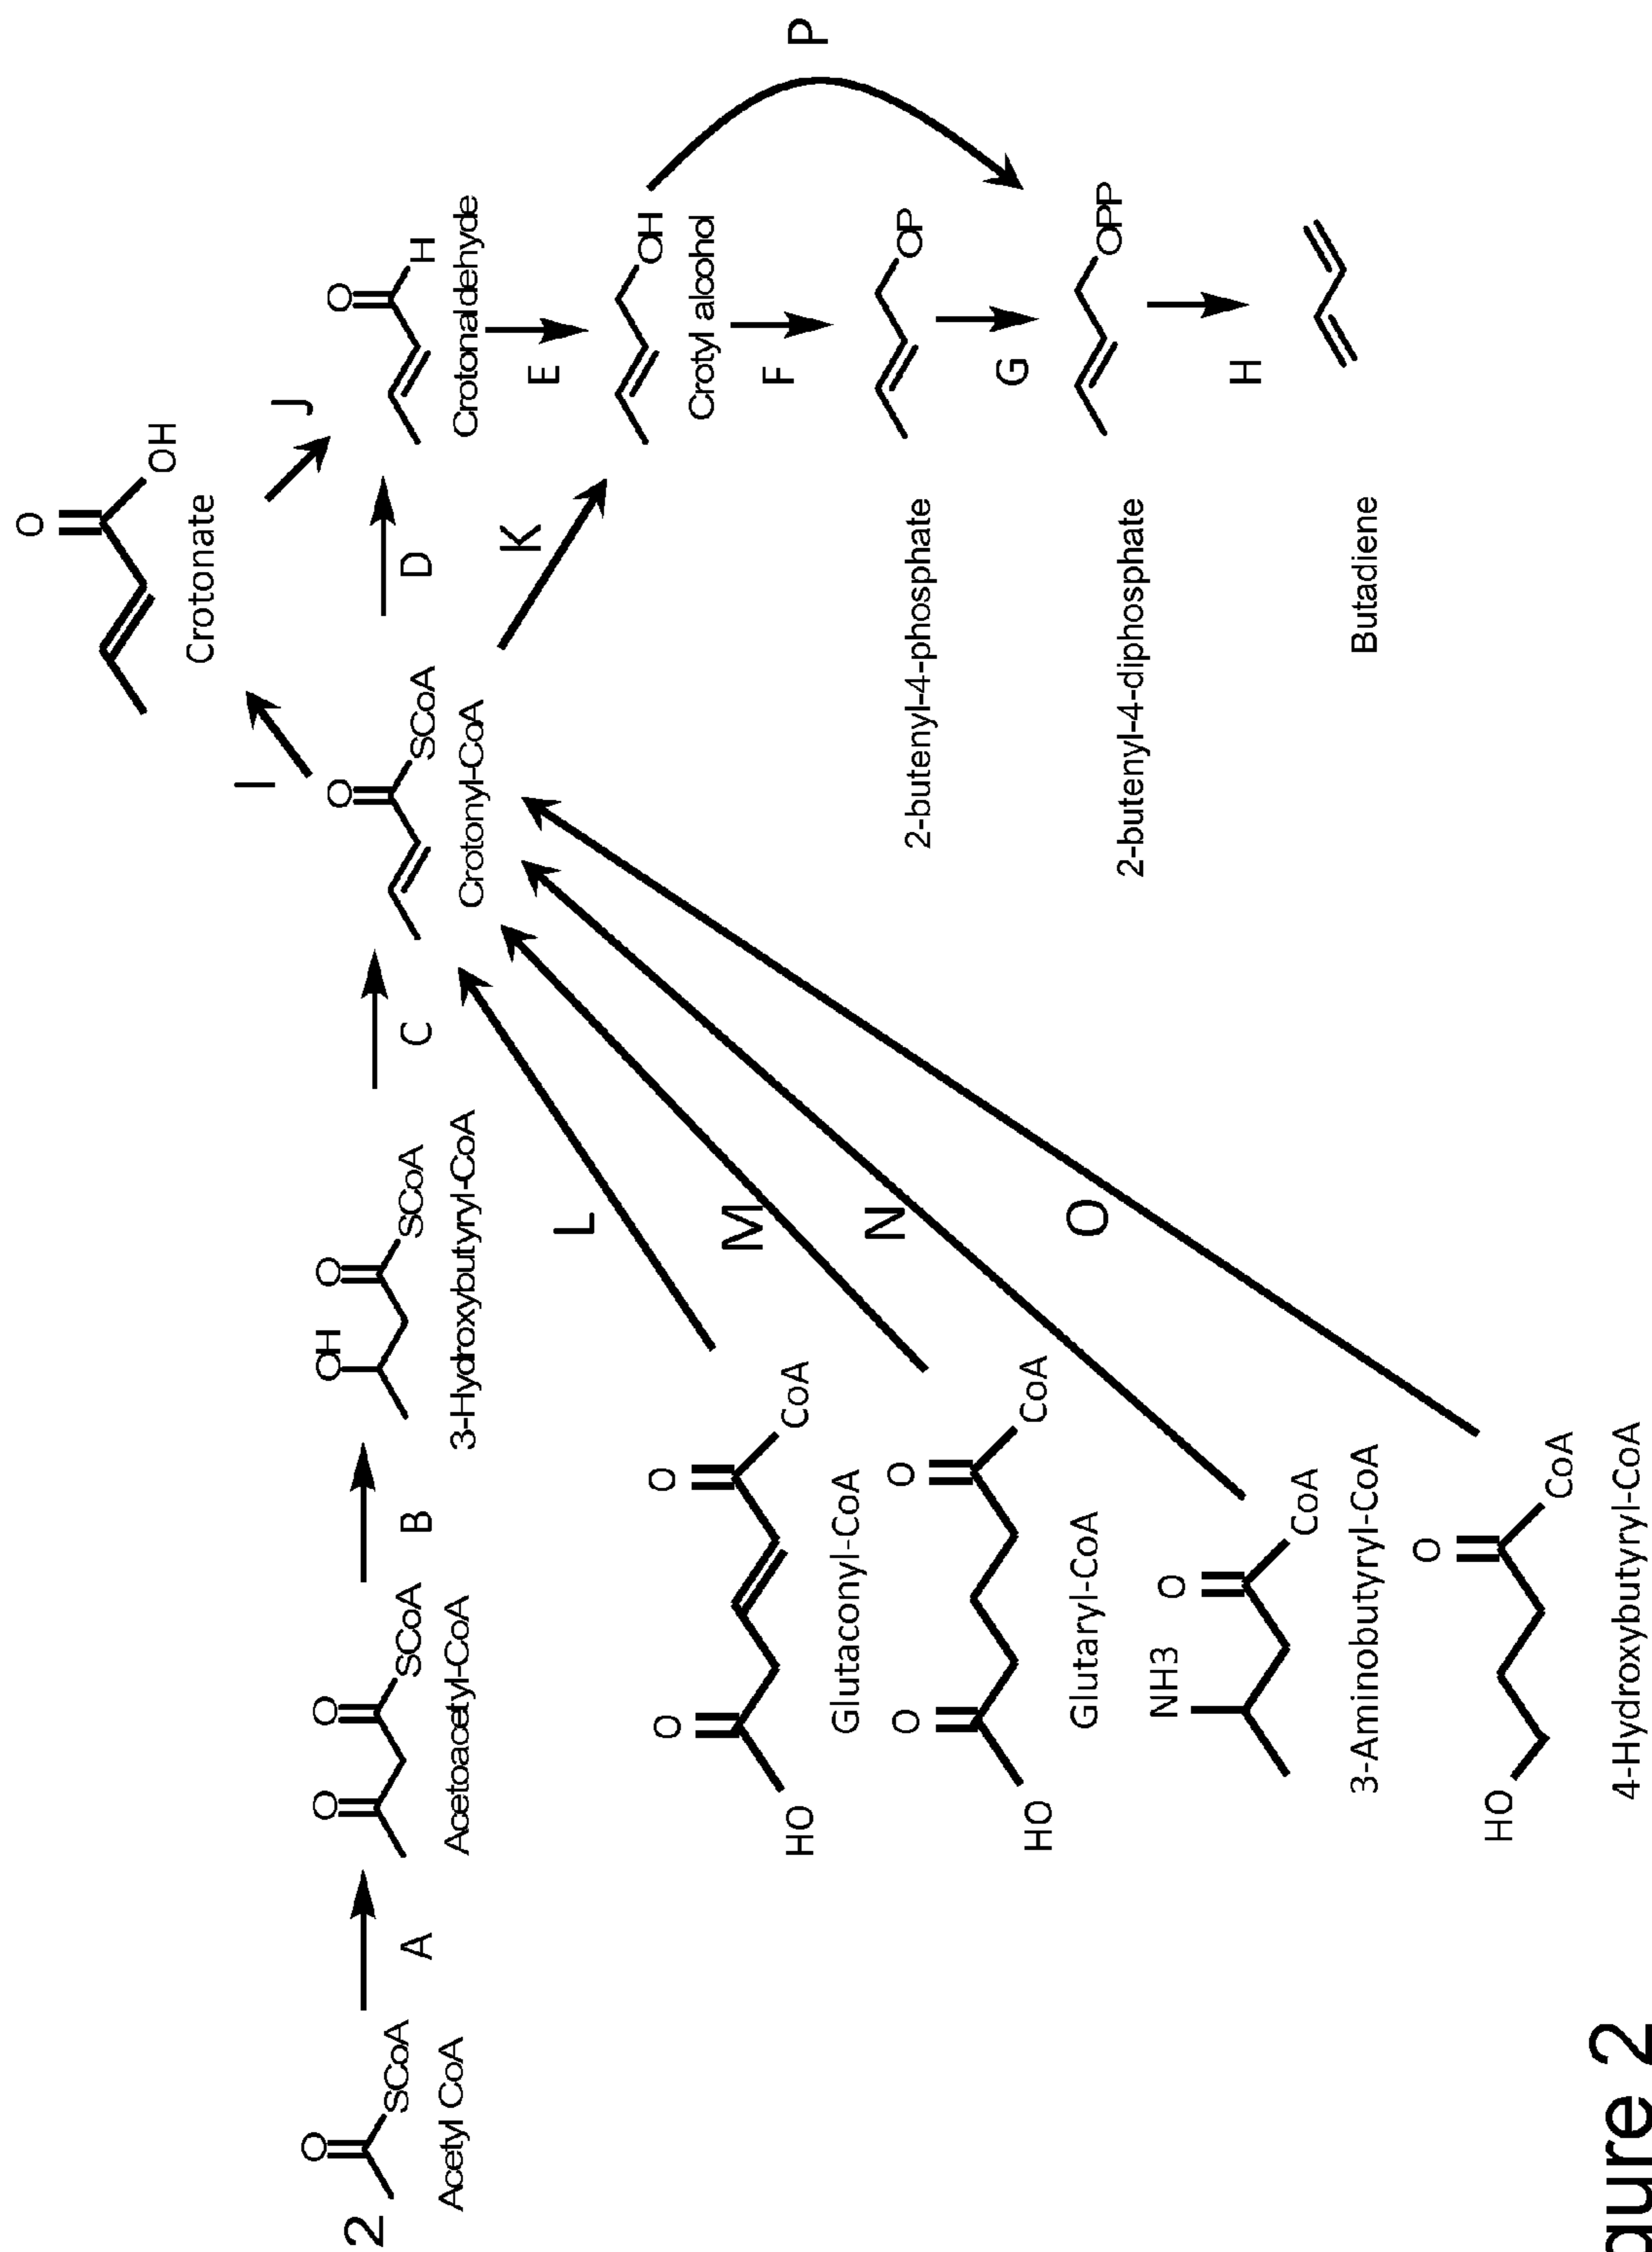 O
Crotonate
OH
I
J
2
O
SCoA
Acetyl CoA
A
O
O
SCoA
Acetoacetyl-CoA
B
OH
O
SCoA
3-Hydroxybutyryl-CoA
C
O
SCoA
Crotonyl-CoA
D
O
H
Crotonaldehyde
E
K
OH
Crotyl alcohol
P
F
OP
2-butenyl-4-phosphate
G
OPP
2-butenyl-4-diphosphate
H
Butadiene
L
M
N
O
O
O
HO
CoA
Glutaconyl-CoA
O
O
HO
CoA
Glutaryl-CoA
NH3
O
CoA
3-Aminobutyryl-CoA
O
HO
CoA
4-Hydroxybutyryl-CoA
gure 2